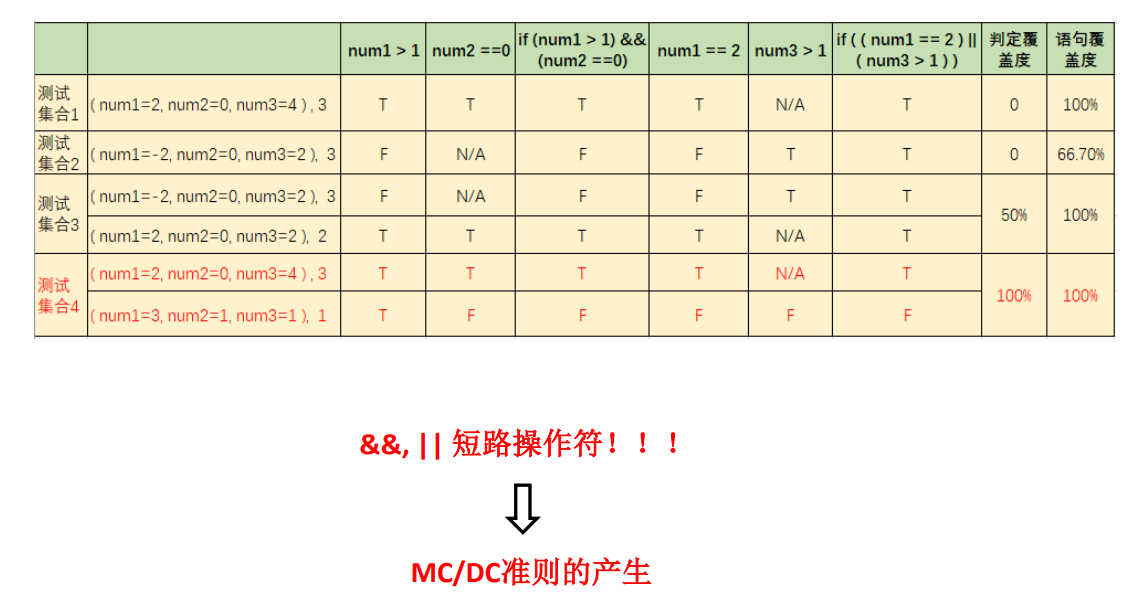 num1 > 1 num2 ==0 if (num1 > 1) && (num2 ==0) num1 == 2 num3 > 1 if ( ( num1 == 2 ) || ( num3 > 1 ) ) 判定覆盖度 语句覆盖度
测试集合1 ( num1=2, num2=0, num3=4 ) , 3 T T T T N/A T 0 100%
测试集合2 ( num1=-2, num2=0, num3=2 ), 3 F N/A F F T T 0 66.70%
测试集合3 ( num1=-2, num2=0, num3=2 ), 3 F N/A F F T T 50% 100%
( num1=2, num2=0, num3=2 ) , 2 T T T T N/A T
测试集合4 ( num1=2, num2=0, num3=4 ) , 3 T T T T N/A T 100% 100%
( num1=3, num2=1, num3=1 ), 1 T F F F F F
&&, || 短路操作符！！！
MC/DC准则的产生